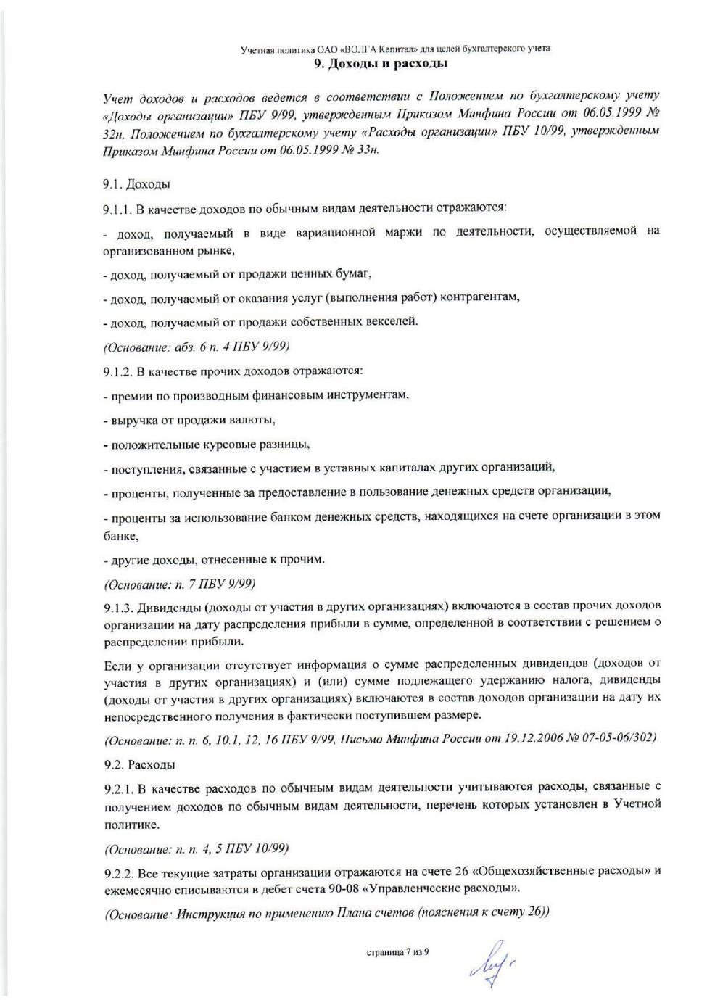 Учетная политика ОАО «ВОЛГА Капитал» для целей бухгалтерского учета
9. Доходы и расходы
Учет доходов и расходов ведется в соответствии с Положением по бухгалтерскому учету
«Доходы организации» ПБУ 9/99, утвержденным Приказом Минфина России от 06.05.1999 №
32н, Положением по бухгалтерскому учету «Расходы организации» ПБУ 10/99, утвержденным
Приказом Минфина России от 06.05.1999 № 33н.
9.1. Доходы
9.1.1. В качестве доходов по обычным видам деятельности отражаются:
- доход, получаемый в виде вариационной маржи по деятельности, осуществляемой на
организованном рынке,
- доход, получаемый от продажи ценных бумаг,
- доход, получаемый от оказания услуг (выполнения работ) контрагентам,
- доход, получаемый от продажи собственных векселей.
(Основание: абз. 6 п. 4 ПБУ 9/99)
9.1.2. В качестве прочих доходов отражаются:
- премии по производным финансовым инструментам,
- выручка от продажи валюты,
- положительные курсовые разницы,
- поступления, связанные с участием в уставных капиталах других организаций,
- проценты, полученные за предоставление в пользование денежных средств организации,
- проценты за использование банком денежных средств, находящихся на счете организации в этом
банке,
- другие доходы, отнесенные к прочим.
(Основание: п. 7 ПБУ 9/99)
9.1.3. Дивиденды (доходы от участия в других организациях) включаются в состав прочих доходов
организации на дату распределения прибыли в сумме, определенной в соответствии с решением о
распределении прибыли.
Если у организации отсутствует информация о сумме распределенных дивидендов (доходов от
участия в других организациях) и (или) сумме подлежащего удержанию налога, дивиденды
(доходы от участия в других организациях) включаются в состав доходов организации на дату их
непосредственного получения в фактически поступившем размере.
(Основание: п. п. 6, 10.1, 12, 16 ПБУ 9/99, Письмо Минфина России от 19.12.2006 № 07-05-06/302)
9.2. Расходы
9.2.1. В качестве расходов по обычным видам деятельности учитываются расходы, связанные с
получением доходов по обычным видам деятельности, перечень которых установлен в Учетной
политике.
(Основание: п. п. 4, 5 ПБУ 10/99)
9.2.2. Все текущие затраты организации отражаются на счете 26 «Общехозяйственные расходы» и
ежемесячно списываются в дебет счета 90-08 «Управленческие расходы».
(Основание: Инструкция по применению Плана счетов (пояснения к счету 26))
страница 7 из 9